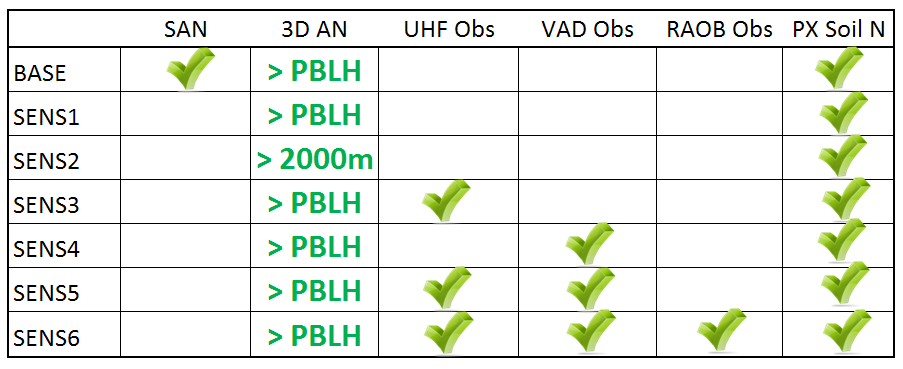 SAN 3D AN UHF Obs VAD Obs RAOB Obs PX Soil N
BASE > PBLH
SENS1 > PBLH
SENS2 > 2000m
SENS3 > PBLH
SENS4 > PBLH
SENS5 > PBLH
SENS6 > PBLH